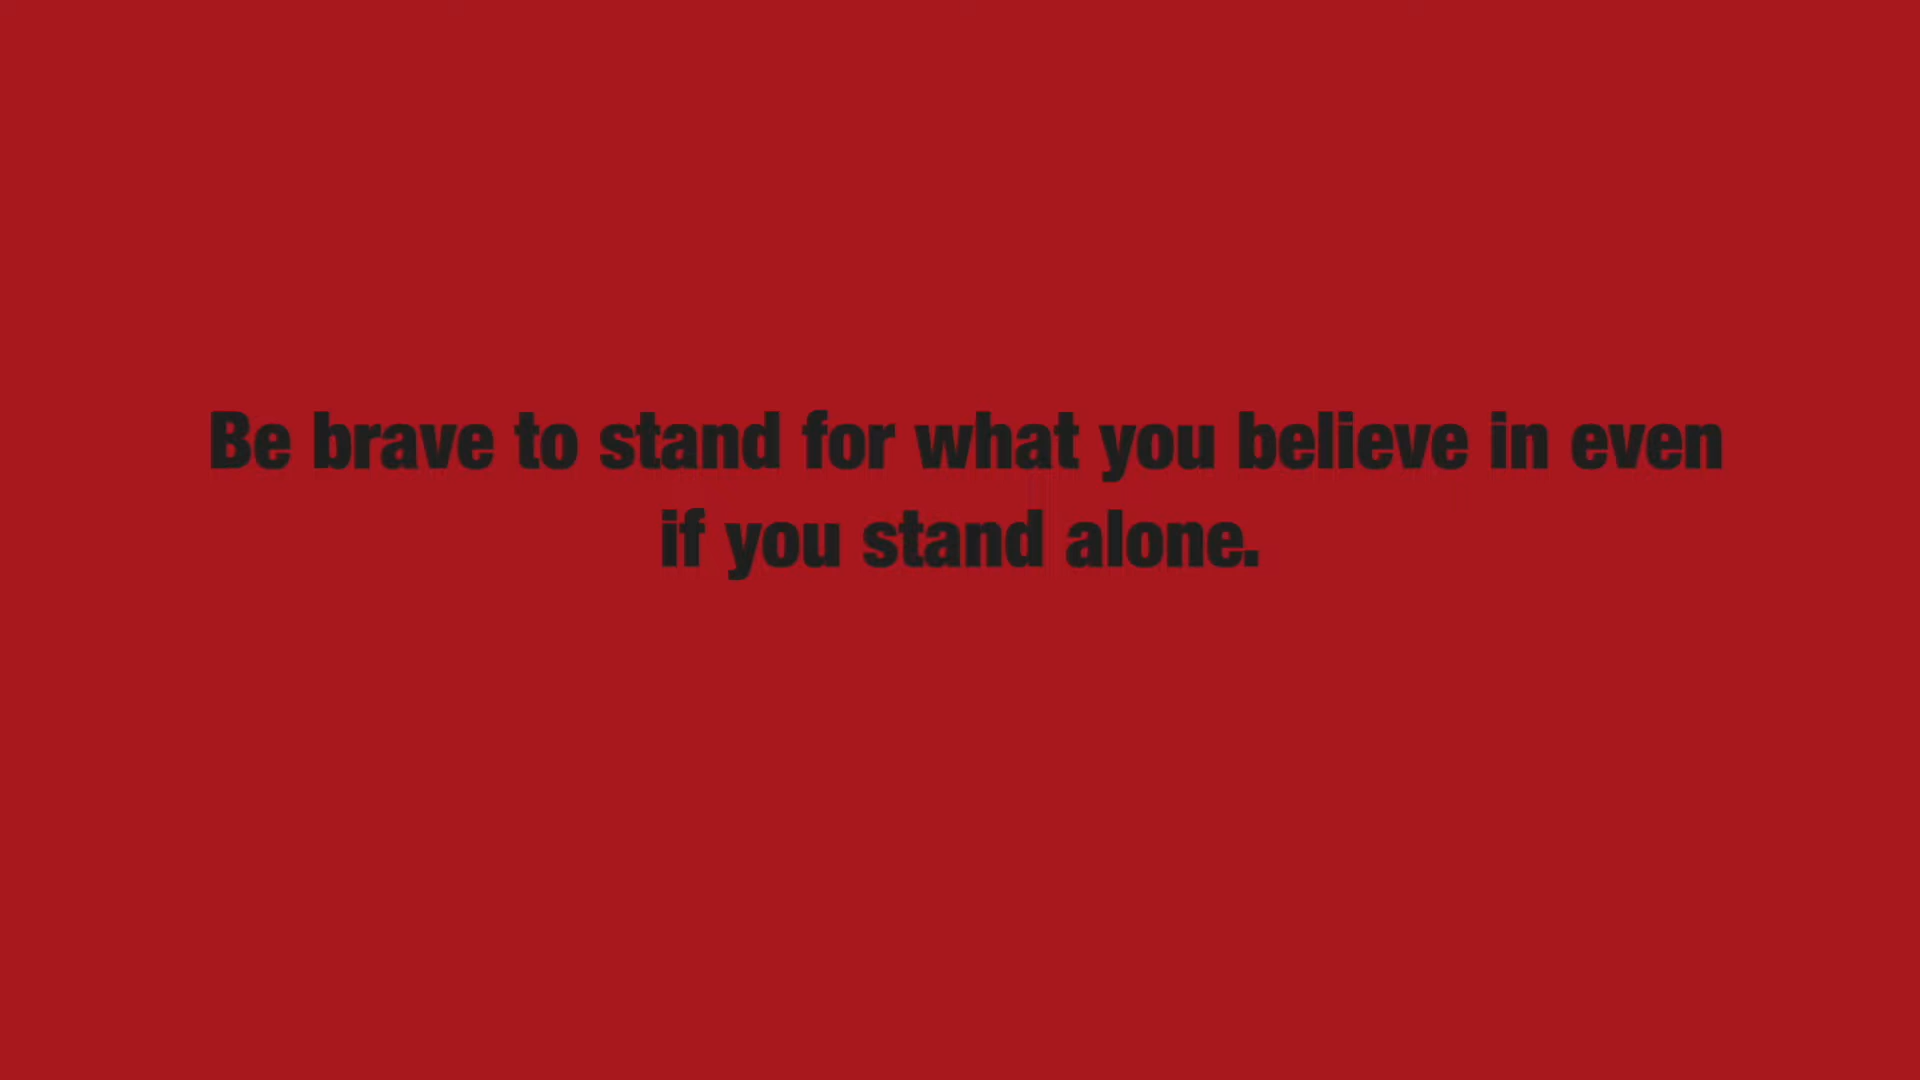 Be brave to stand for what you believe in even
if you stand alone.